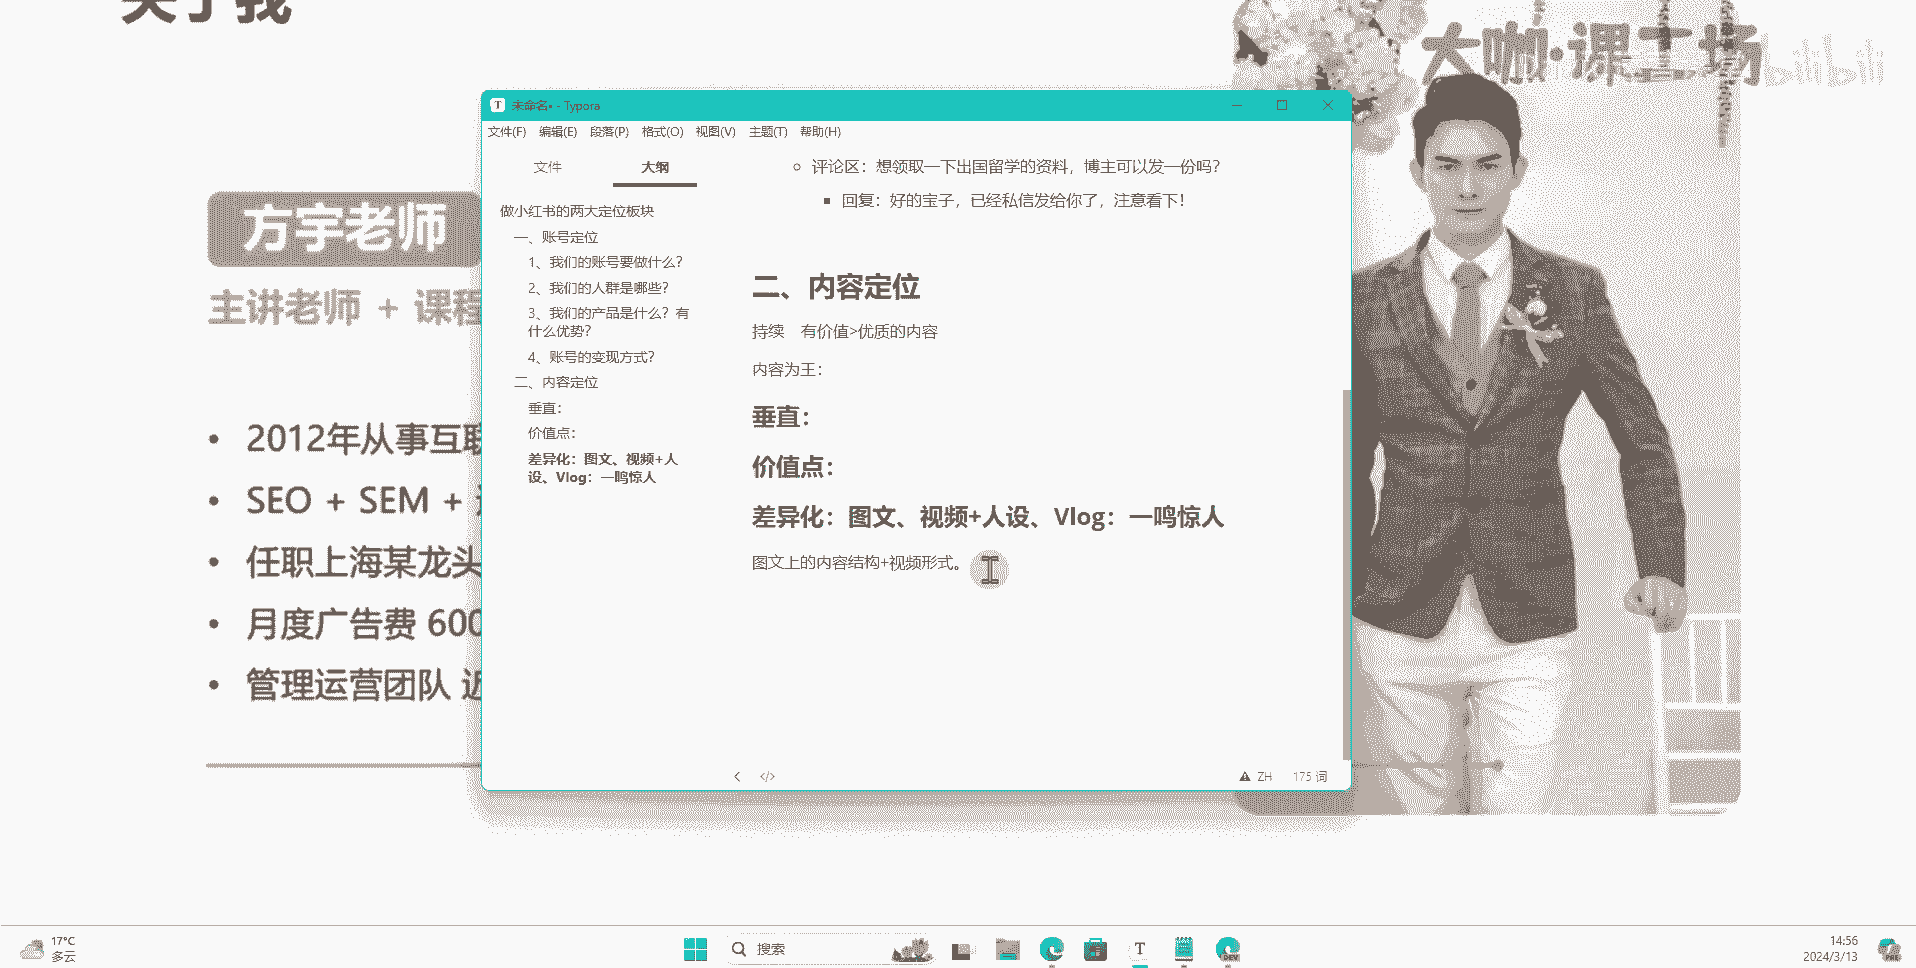 关于我
大咖·课工场
bilibili
方宇老师
主讲老师 + 课程
2012年从事互联
SEO + SEM +
任职上海某龙头
月度广告费 600
管理运营团队 近
T 未命名• - Typora
文件(F) 编辑(E) 段落(P) 格式(O) 视图(V) 主题(T) 帮助(H)
文件 大纲
做小红书的两大定位板块
一、账号定位
1、我们的账号要做什么？
2、我们的人群是哪些？
3、我们的产品是什么？有
什么优势？
4、账号的变现方式？
二、内容定位
垂直：
价值点：
差异化：图文、视频+人
设、Vlog：一鸣惊人
评论区：想领取一下出国留学的资料，博主可以发一份吗？
回复：好的宝子，已经私信发给你了，注意看下！
二、内容定位
持续 有价值>优质的内容
内容为王：
垂直：
价值点：
差异化：图文、视频+人设、Vlog：一鸣惊人
图文上的内容结构+视频形式。
ZH 175 词
17°C
多云
搜索
T
DEV
14:56
2024/3/13
PRE